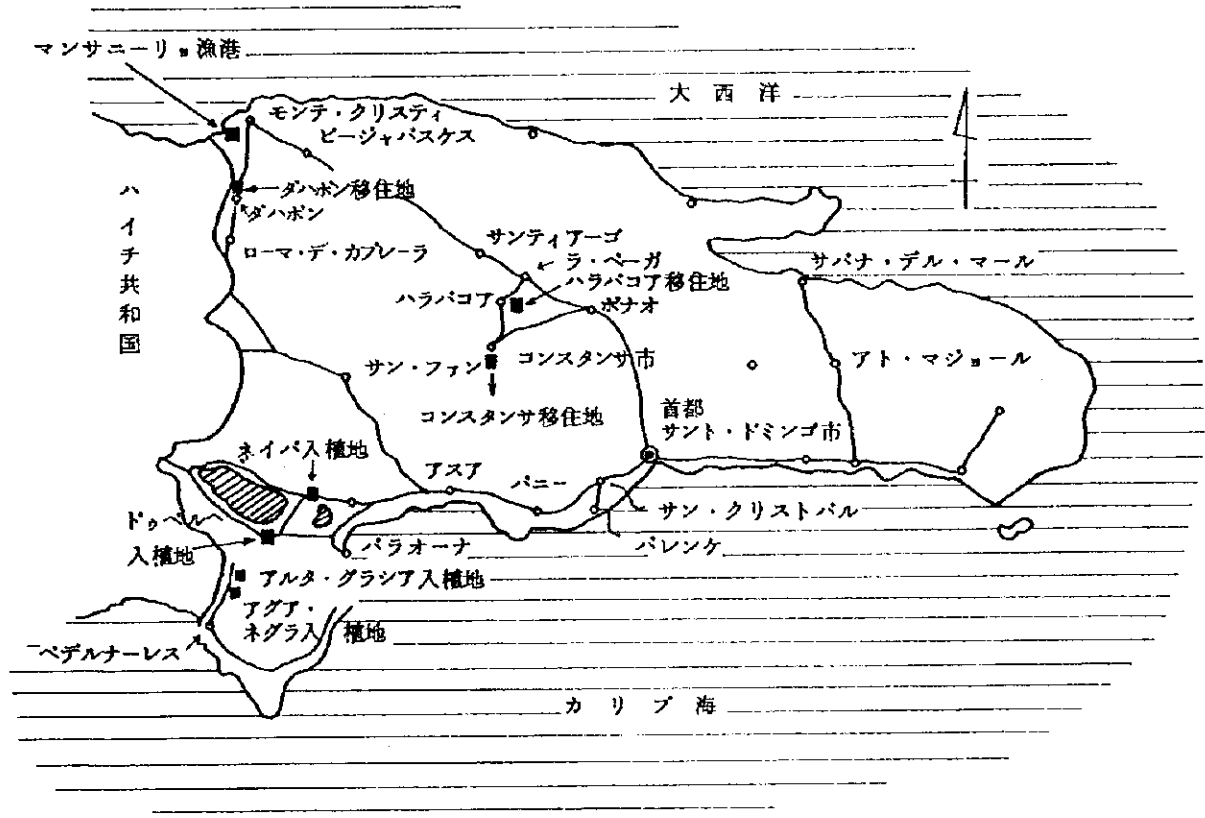 マンサニーリョ漁港
大西洋
モンテ・クリスティ
ビージャバスケス
ハイチ共和国
ダハボン移住地
ダハボン
ローマ・デ・カブレーラ
サンティアーゴ
ラ・ベーガ
ハラバコア移住地
ハラバコア
ボナオ
サバナ・デル・マール
サン・ファン
コンスタンサ市
アト・マジョール
コンスタンサ移住地
首都
サント・ドミンゴ市
ネイバ入植地
アスア
バニー
サン・クリストバル
ドゥベルヘ
入植地
バラオーナ
パレンケ
アルタ・グラシア入植地
アグア・
ネグラ入植地
ペデルナーレス
カリブ海